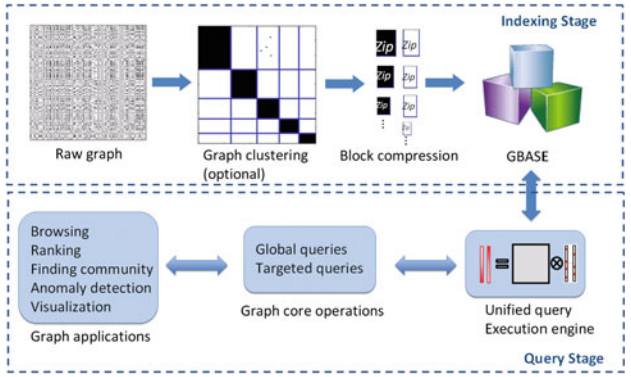 Indexing Stage
Zip
Zip
Zip
Zip
Zip
Zip
Zip
Raw graph
Graph clustering
(optional)
Block compression
GBASE
Browsing
Ranking
Finding community
Anomaly detection
Visualization
Graph applications
Global queries
Targeted queries
Graph core operations
=
⊗
Unified query
Execution engine
Query Stage